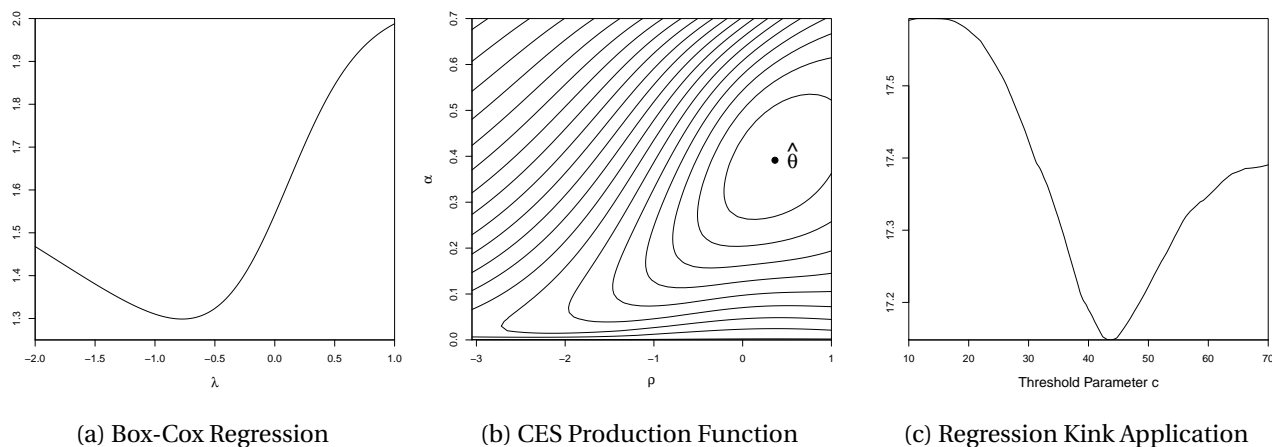 2.0
1.9
1.8
1.7
1.6
1.5
1.4
1.3
−2.0 −1.5 −1.0 −0.5 0.0 0.5 1.0
λ
(a) Box-Cox Regression
0.7
0.6
0.5
0.4
0.3
0.2
0.1
0.0
α
θ̂
−3 −2 −1 0 1
ρ
(b) CES Production Function
17.5
17.4
17.3
17.2
10 20 30 40 50 60 70
Threshold Parameter c
(c) Regression Kink Application